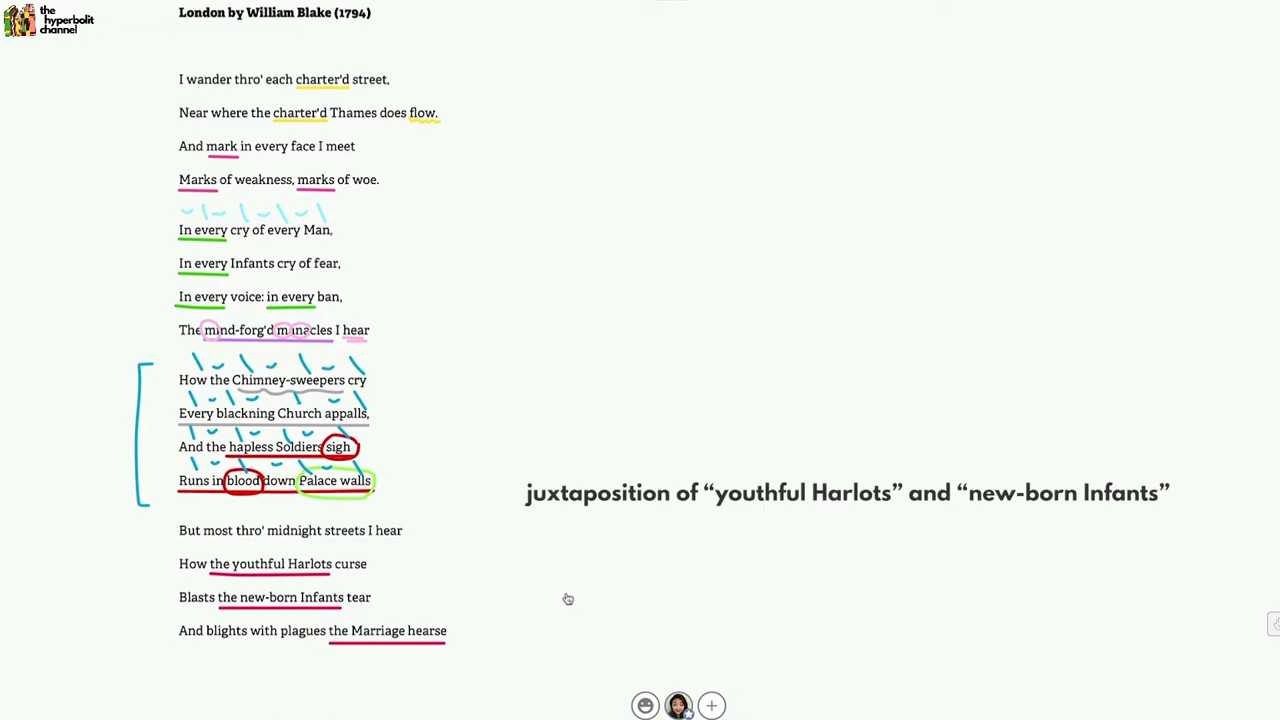 the
hyperbolit
channel
London by William Blake (1794)
I wander thro' each charter'd street,
Near where the charter'd Thames does flow.
And mark in every face I meet
Marks of weakness, marks of woe.
In every cry of every Man,
In every Infants cry of fear,
In every voice: in every ban,
The mind-forg'd manacles I hear
How the Chimney-sweepers cry
Every blackning Church appalls,
And the hapless Soldiers sigh
Runs in blood down Palace walls
juxtaposition of “youthful Harlots” and “new-born Infants”
But most thro' midnight streets I hear
How the youthful Harlots curse
Blasts the new-born Infants tear
And blights with plagues the Marriage hearse